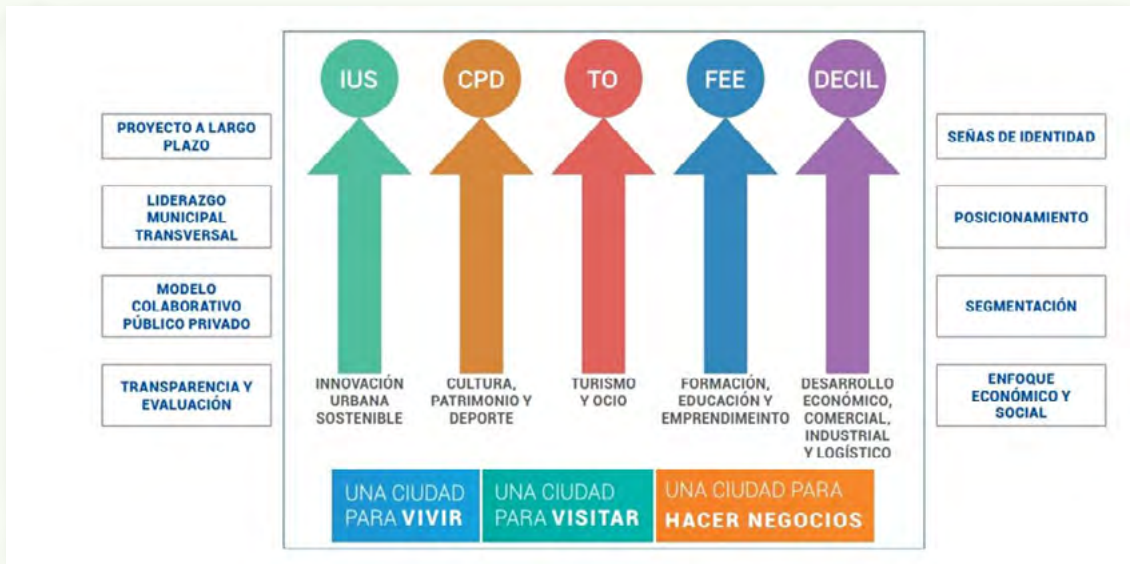 IUS
CPD
TO
FEE
DECIL
PROYECTO A LARGO
PLAZO
LIDERAZGO
MUNICIPAL
TRANSVERSAL
MODELO
COLABORATIVO
PÚBLICO PRIVADO
TRANSPARENCIA Y
EVALUACIÓN
INNOVACIÓN
URBANA
SOSTENIBLE
CULTURA,
PATRIMONIO Y
DEPORTE
TURISMO
Y OCIO
FORMACIÓN,
EDUCACIÓN Y
EMPRENDIMEINTO
DESARROLLO
ECONÓMICO,
COMERCIAL,
INDUSTRIAL
Y LOGÍSTICO
SEÑAS DE IDENTIDAD
POSICIONAMIENTO
SEGMENTACIÓN
ENFOQUE
ECONÓMICO Y
SOCIAL
UNA CIUDAD
PARA VIVIR
UNA CIUDAD
PARA VISITAR
UNA CIUDAD PARA
HACER NEGOCIOS